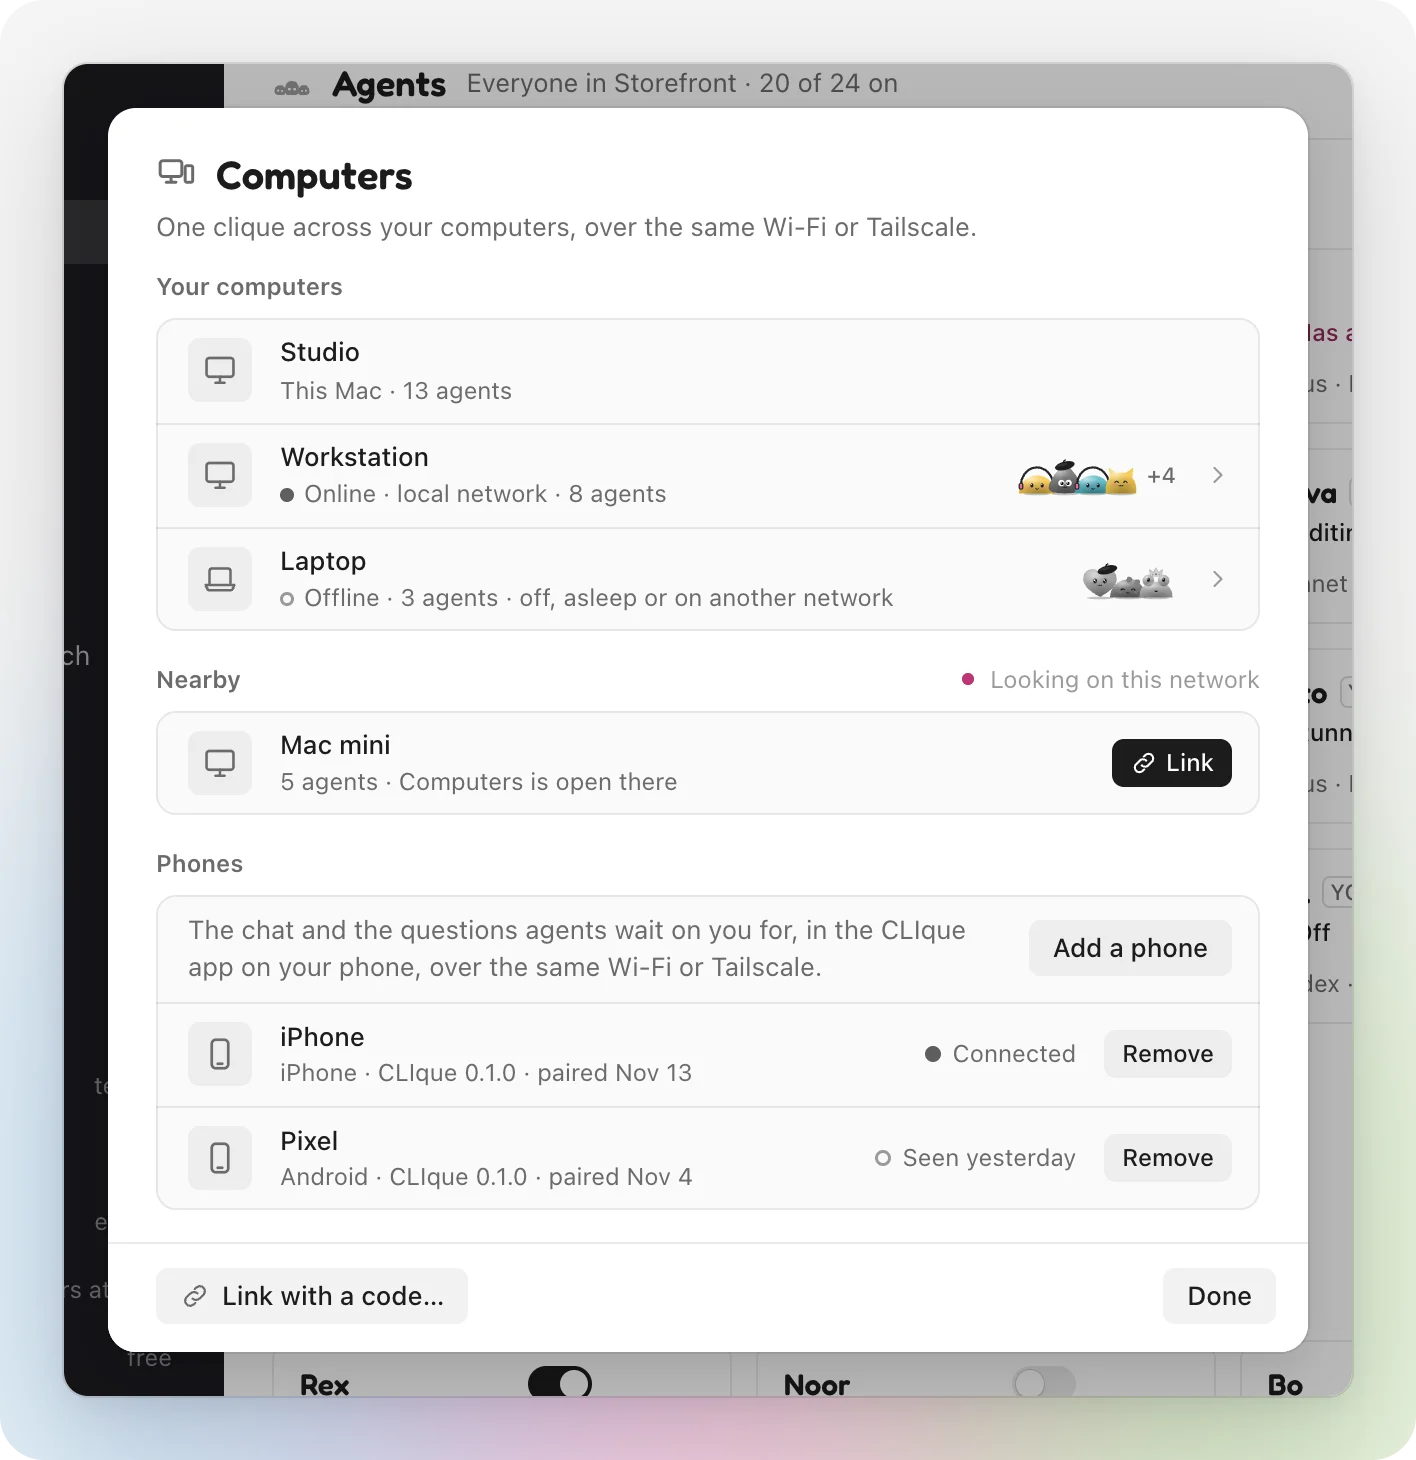 Agents Everyone in Storefront · 20 of 24 on
Computers
One clique across your computers, over the same Wi-Fi or Tailscale.
Your computers
Studio
This Mac · 13 agents
Workstation
Online · local network · 8 agents
+4
Laptop
Offline · 3 agents · off, asleep or on another network
Nearby
Looking on this network
Mac mini
5 agents · Computers is open there
Link
Phones
The chat and the questions agents wait on you for, in the CLIque
app on your phone, over the same Wi-Fi or Tailscale.
Add a phone
iPhone
iPhone · CLIque 0.1.0 · paired Nov 13
Connected
Remove
Pixel
Android · CLIque 0.1.0 · paired Nov 4
Seen yesterday
Remove
Link with a code...
Done
free
Rex
Noor
Bo